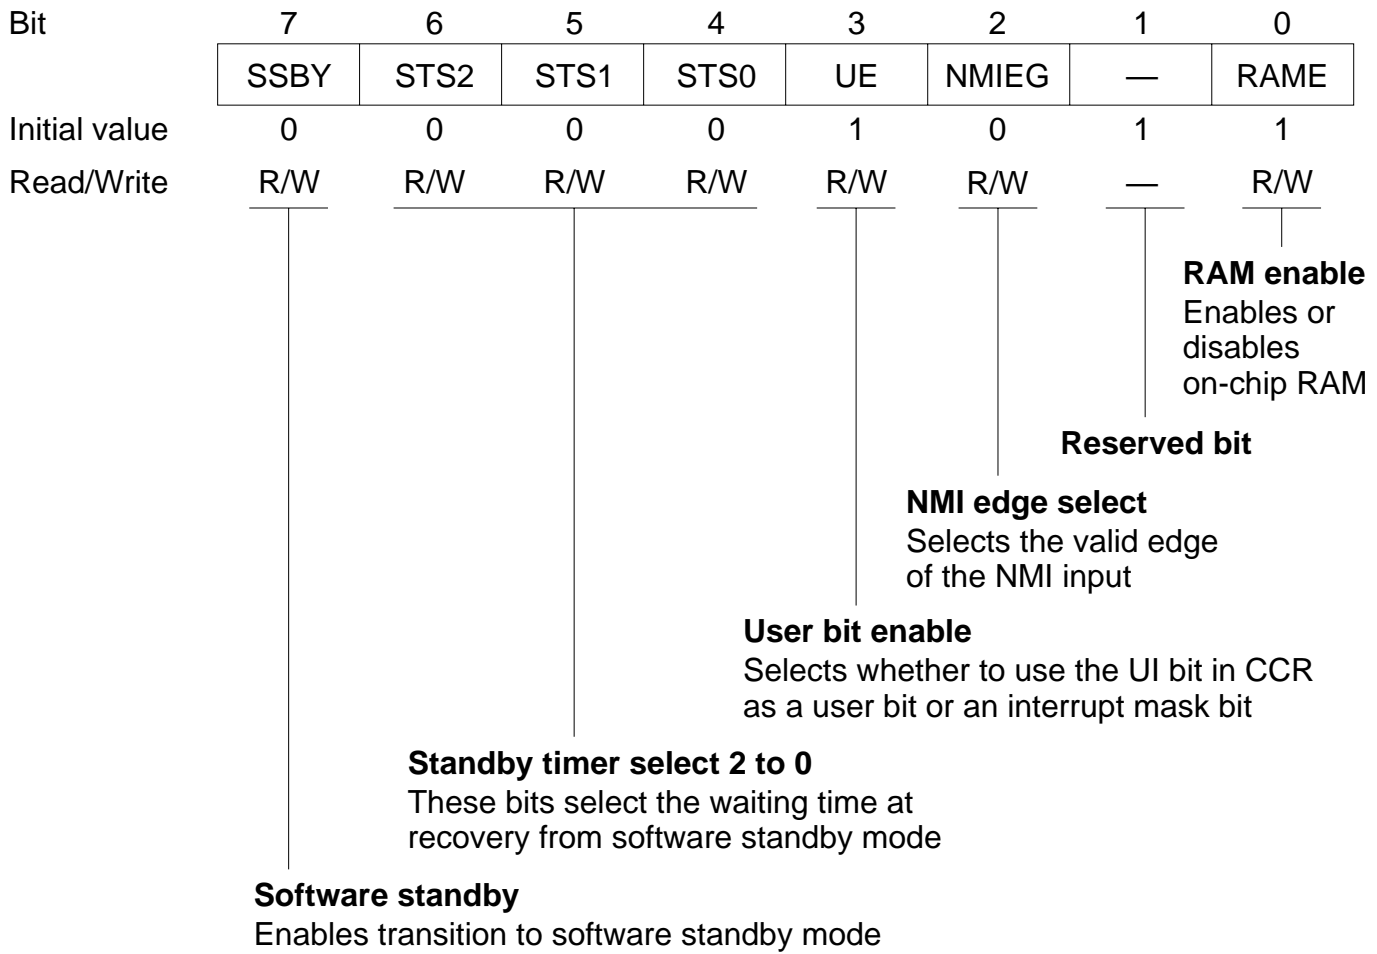 Bit 7 6 5 4 3 2 1 0
SSBY STS2 STS1 STS0 UE NMIEG — RAME
Initial value 0 0 0 0 1 0 1 1
Read/Write R/W R/W R/W R/W R/W R/W — R/W
RAM enable
Enables or
disables
on-chip RAM
Reserved bit
NMI edge select
Selects the valid edge
of the NMI input
User bit enable
Selects whether to use the UI bit in CCR
as a user bit or an interrupt mask bit
Standby timer select 2 to 0
These bits select the waiting time at
recovery from software standby mode
Software standby
Enables transition to software standby mode